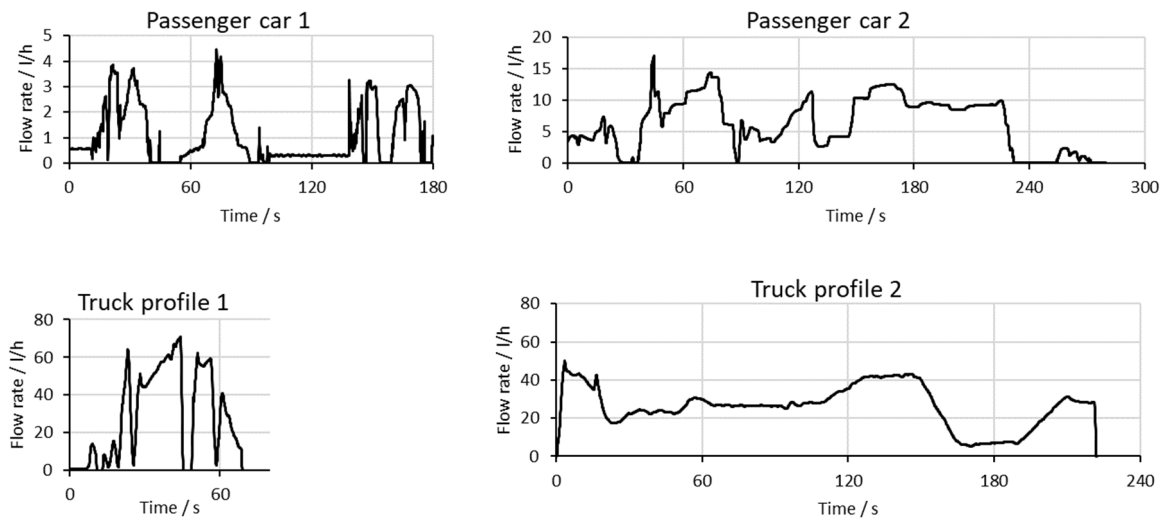 Passenger car 1
Flow rate / l/h
5
4
3
2
1
0
0 60 120 180
Time / s
Passenger car 2
Flow rate / l/h
20
15
10
5
0
0 60 120 180 240 300
Time / s
Truck profile 1
Flow rate / l/h
80
60
40
20
0
0 60
Time / s
Truck profile 2
Flow rate / l/h
80
60
40
20
0
0 60 120 180 240
Time / s